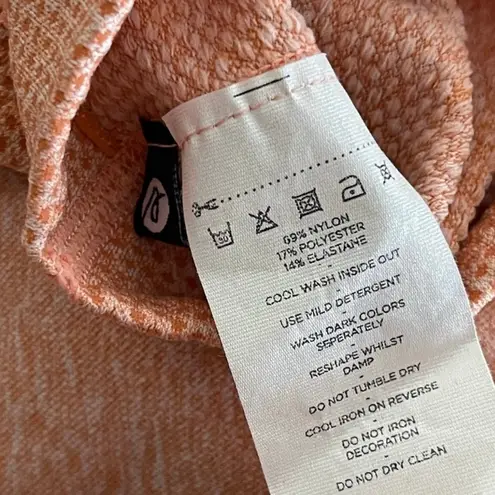 30
69% NYLON
17% POLYESTER
14% ELASTANE
-
COOL WASH INSIDE OUT
-
USE MILD DETERGENT
-
WASH DARK COLORS
SEPERATELY
-
RESHAPE WHILST
DAMP
-
DO NOT TUMBLE DRY
-
COOL IRON ON REVERSE
-
DO NOT IRON
DECORATION
-
DO NOT DRY CLEAN